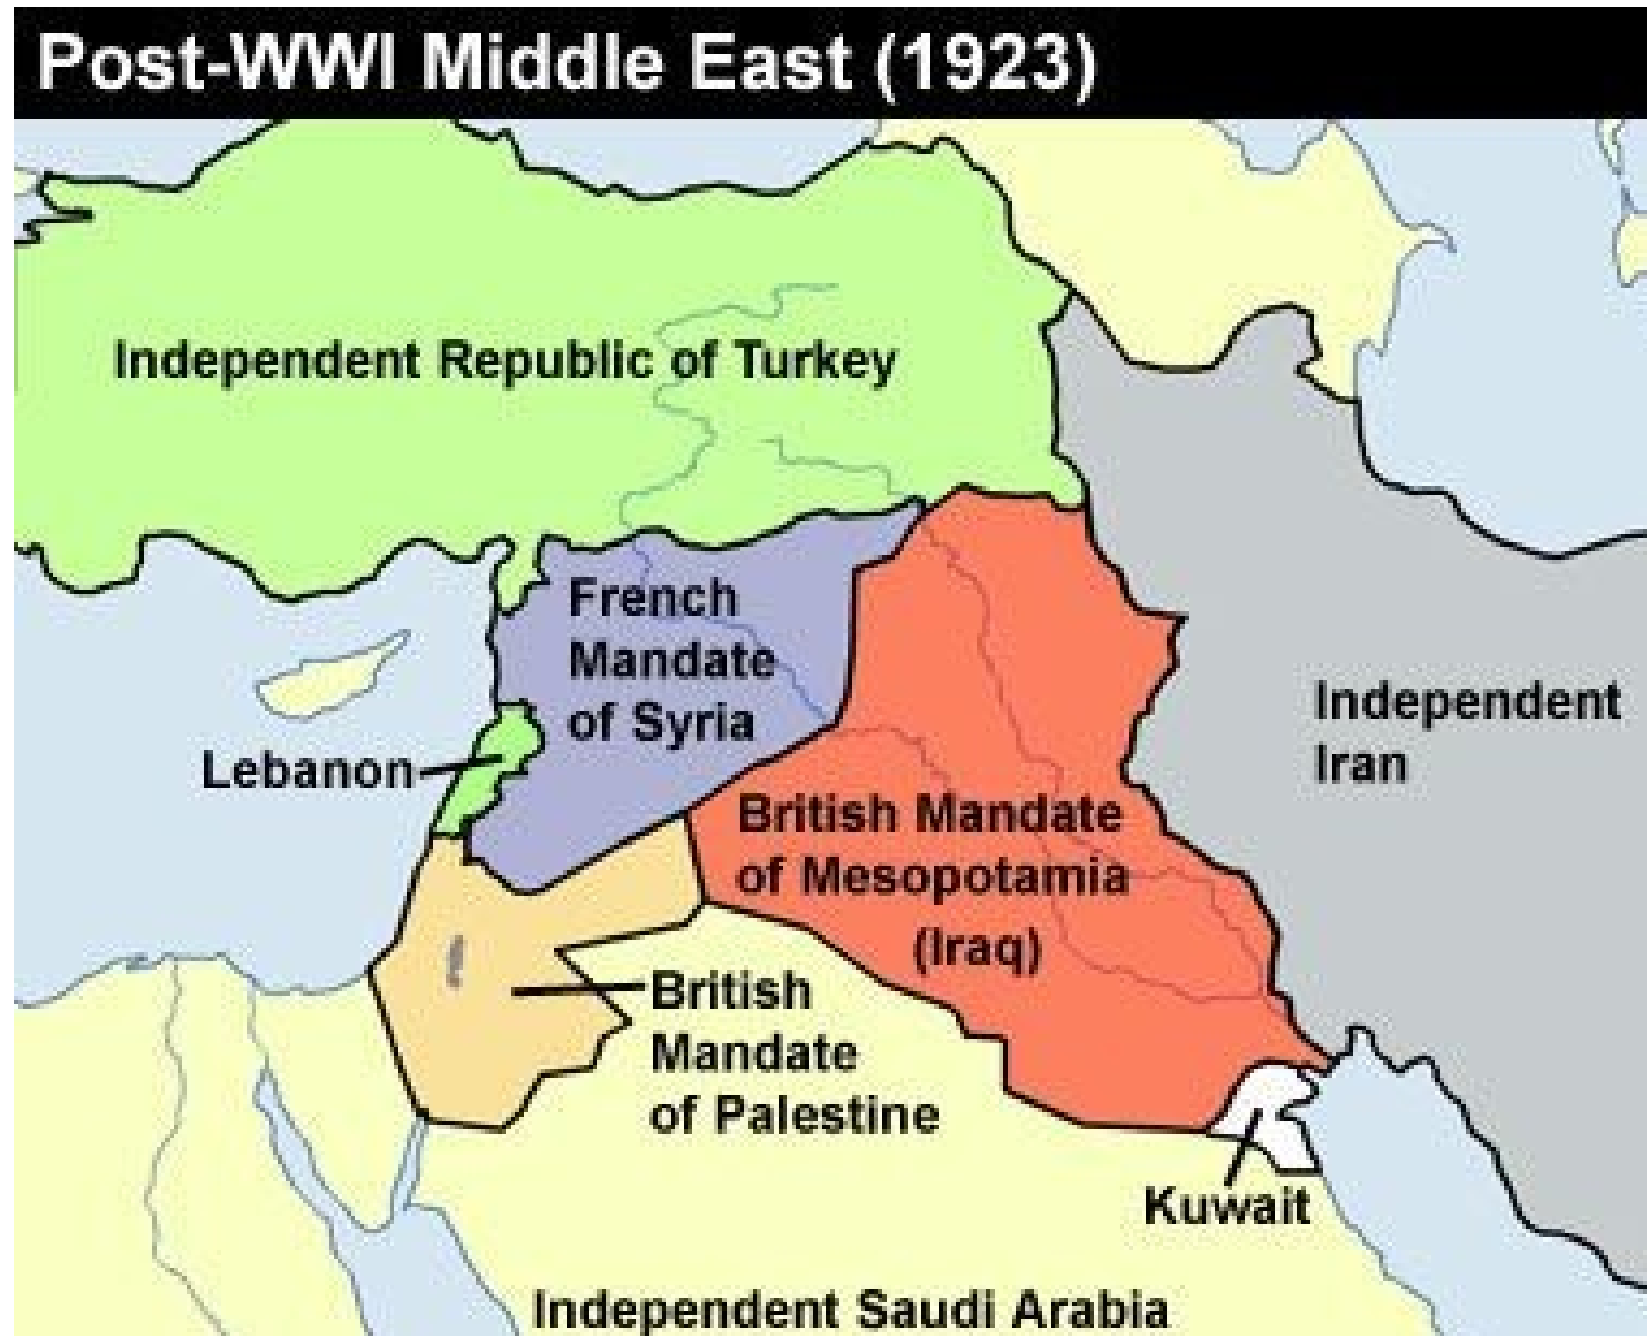 Post-WWI Middle East (1923)
Independent Republic of Turkey
French
Mandate
of Syria
Independent
Iran
Lebanon
British Mandate
of Mesopotamia
(Iraq)
British
Mandate
of Palestine
Kuwait
Independent Saudi Arabia